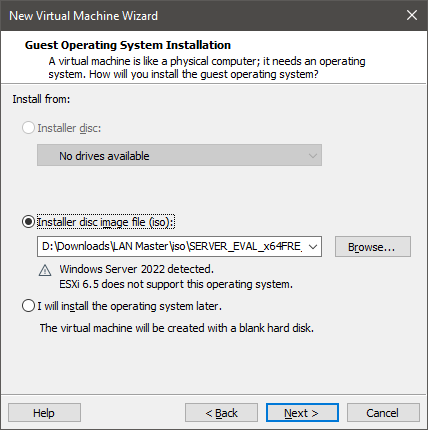 New Virtual Machine Wizard
Guest Operating System Installation
A virtual machine is like a physical computer; it needs an operating
system. How will you install the guest operating system?
Install from:
Installer disc:
No drives available
Installer disc image file (iso):
D:\Downloads\LAN Master\iso\SERVER_EVAL_x64FRE_
Browse...
Windows Server 2022 detected.
ESXi 6.5 does not support this operating system.
I will install the operating system later.
The virtual machine will be created with a blank hard disk.
Help
< Back
Next >
Cancel